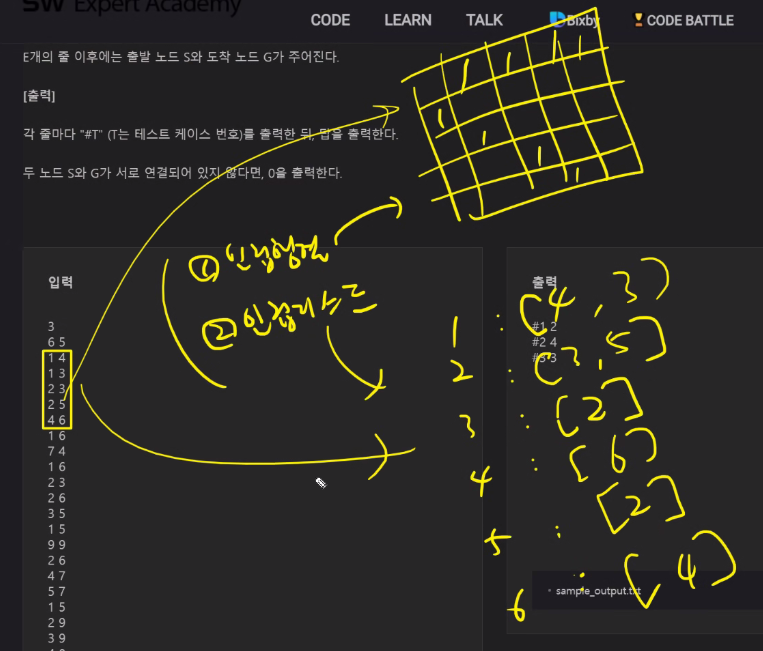 SW Expert Academy
CODE LEARN TALK Bixby CODE BATTLE
E개의 줄 이후에는 출발 노드 S와 도착 노드 G가 주어진다.
[출력]
각 줄마다 "#T" (T는 테스트 케이스 번호)를 출력한 뒤, 답을 출력한다.
두 노드 S와 G가 서로 연결되어 있지 않다면, 0을 출력한다.
1 1 1 1
1
1
1
1
① 인접행렬
② 인접리스트
입력
3
6 5
1 4
1 3
2 3
2 5
4 6
1 6
7 4
1 6
2 3
2 6
3 5
1 5
9 9
2 6
4 7
5 7
1 5
2 9
3 9
출력
#1 2
#2 4
#3 3
1 : [4, 3]
2 : [3, 5]
3 : [2]
4 : [6]
5 : [2]
6 : [4]
sample_output.txt